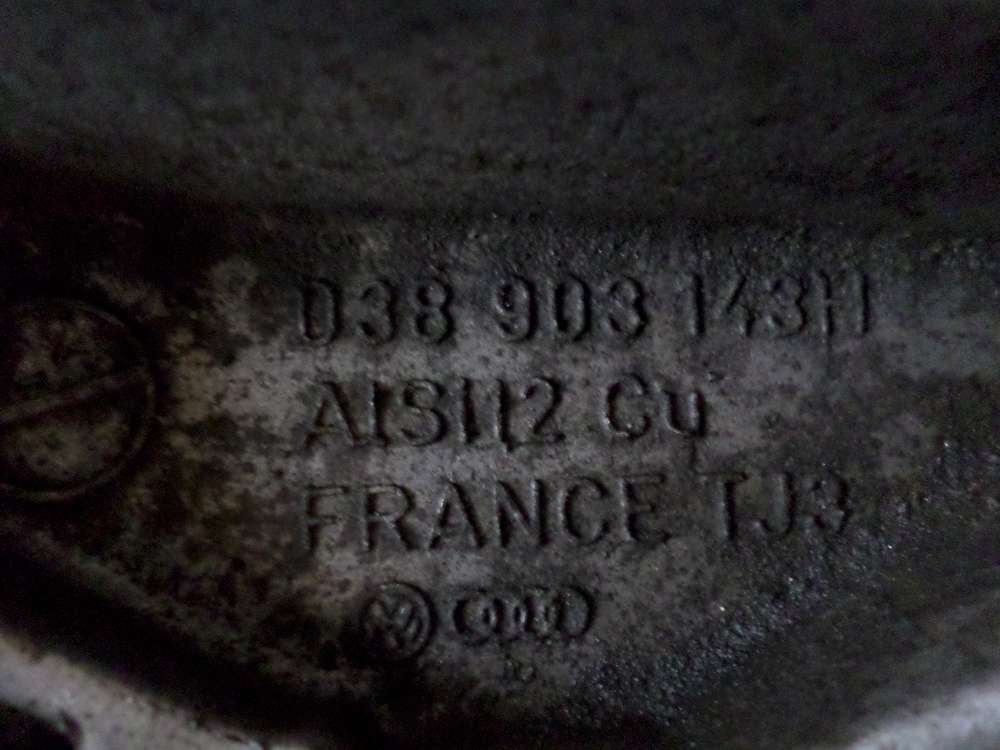 038 903 143H
AlSi12 Cu
FRANCE TJ3